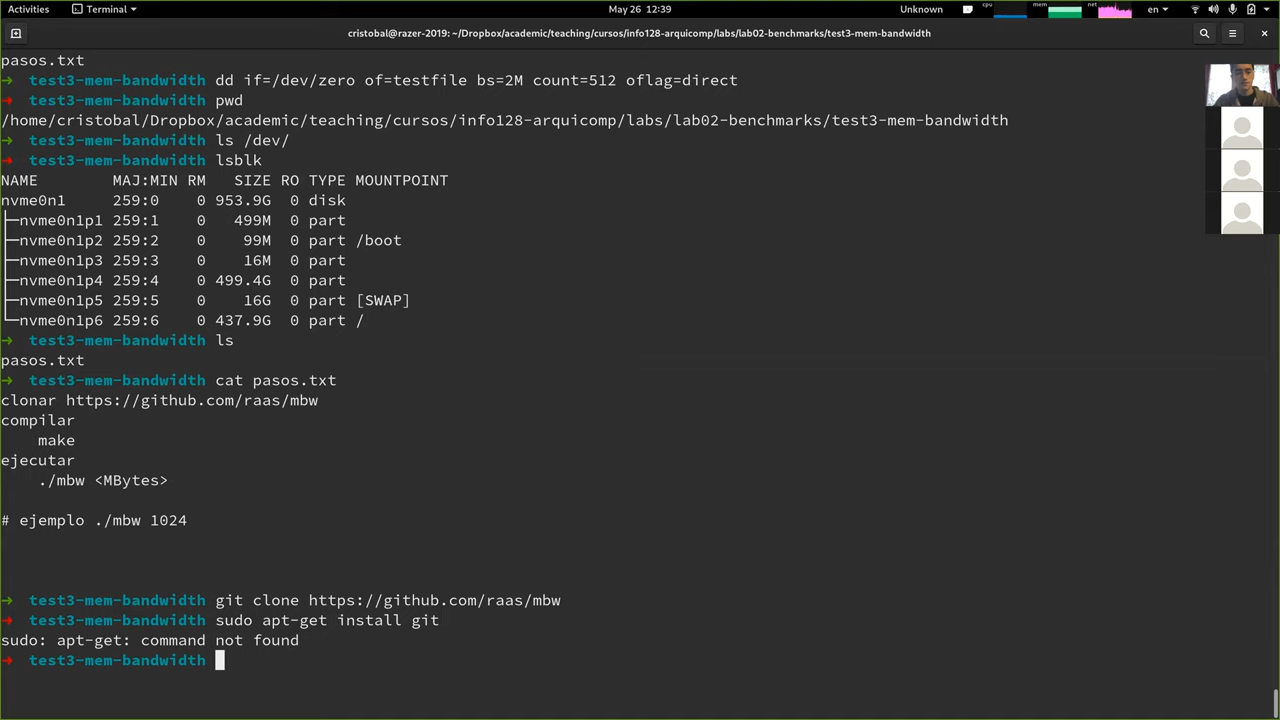 Activities Terminal May 26 12:39 Unknown cpu mem net en
cristobal@razer-2019: ~/Dropbox/academic/teaching/cursos/info128-arquicomp/labs/lab02-benchmarks/test3-mem-bandwidth
pasos.txt
➜ test3-mem-bandwidth dd if=/dev/zero of=testfile bs=2M count=512 oflag=direct
➜ test3-mem-bandwidth pwd
/home/cristobal/Dropbox/academic/teaching/cursos/info128-arquicomp/labs/lab02-benchmarks/test3-mem-bandwidth
➜ test3-mem-bandwidth ls /dev/
➜ test3-mem-bandwidth lsblk
NAME MAJ:MIN RM SIZE RO TYPE MOUNTPOINT
nvme0n1 259:0 0 953.9G 0 disk
├─nvme0n1p1 259:1 0 499M 0 part
├─nvme0n1p2 259:2 0 99M 0 part /boot
├─nvme0n1p3 259:3 0 16M 0 part
├─nvme0n1p4 259:4 0 499.4G 0 part
├─nvme0n1p5 259:5 0 16G 0 part [SWAP]
└─nvme0n1p6 259:6 0 437.9G 0 part /
➜ test3-mem-bandwidth ls
pasos.txt
➜ test3-mem-bandwidth cat pasos.txt
clonar https://github.com/raas/mbw
compilar
make
ejecutar
./mbw <MBytes>
# ejemplo ./mbw 1024
➜ test3-mem-bandwidth git clone https://github.com/raas/mbw
➜ test3-mem-bandwidth sudo apt-get install git
sudo: apt-get: command not found
➜ test3-mem-bandwidth